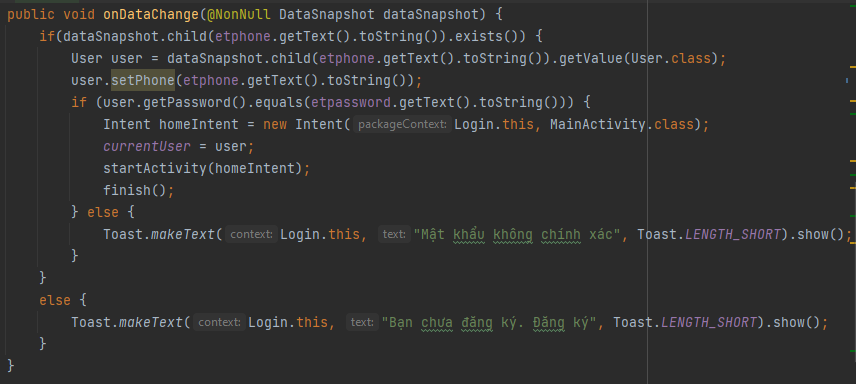 public void onDataChange(@NonNull DataSnapshot dataSnapshot) {
if(dataSnapshot.child(etphone.getText().toString()).exists()) {
User user = dataSnapshot.child(etphone.getText().toString()).getValue(User.class);
user.setPhone(etphone.getText().toString());
if (user.getPassword().equals(etpassword.getText().toString())) {
Intent homeIntent = new Intent( packageContext: Login.this, MainActivity.class);
currentUser = user;
startActivity(homeIntent);
finish();
} else {
Toast.makeText( context: Login.this, text: "Mật khẩu không chinh xác", Toast.LENGTH_SHORT).show();
}
}
else {
Toast.makeText( context: Login.this, text: "Bạn chưa đăng ký. Đăng ký", Toast.LENGTH_SHORT).show();
}
}